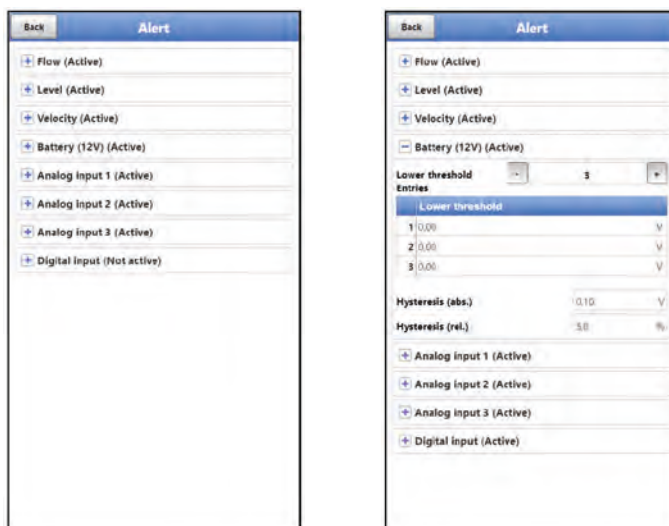 Back Alert
Flow (Active)
Level (Active)
Velocity (Active)
Battery (12V) (Active)
Analog input 1 (Active)
Analog input 2 (Active)
Analog input 3 (Active)
Digital input (Not active)
Back Alert
Flow (Active)
Level (Active)
Velocity (Active)
Battery (12V) (Active)
Lower threshold - 3 +
Entries
Lower threshold
1 0,00 V
2 0,00 V
3 0,00 V
Hysteresis (abs.) 0,10 V
Hysteresis (rel.) 5,0 %
Analog input 1 (Active)
Analog input 2 (Active)
Analog input 3 (Active)
Digital input (Active)